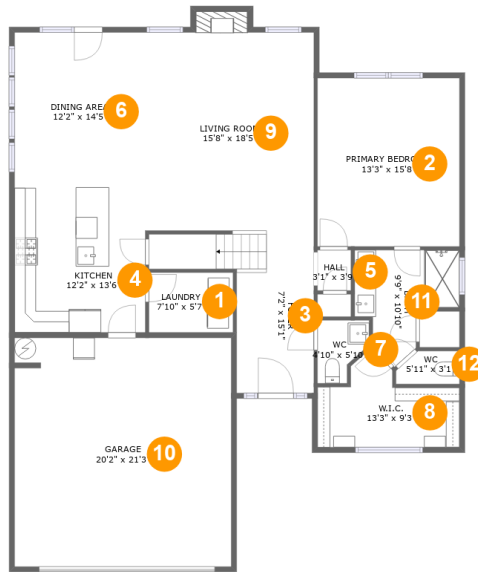 DINING AREA
12'2" x 14'5
6
LIVING ROO
15'8" x 18'5
9
PRIMARY BEDRO
13'3" x 15'8
2
HALL
3'1" x 3'9
5
KITCHEN
12'2" x 13'6
4
LAUNDRY
7'10" x 5'7
1
3
7'2" x 15'1"
9'9" x 10'10"
11
WC
4'10" x 5'10
7
WC
5'11" x 3'1
12
W.I.C.
13'3" x 9'3
8
GARAGE
20'2" x 21'3
10